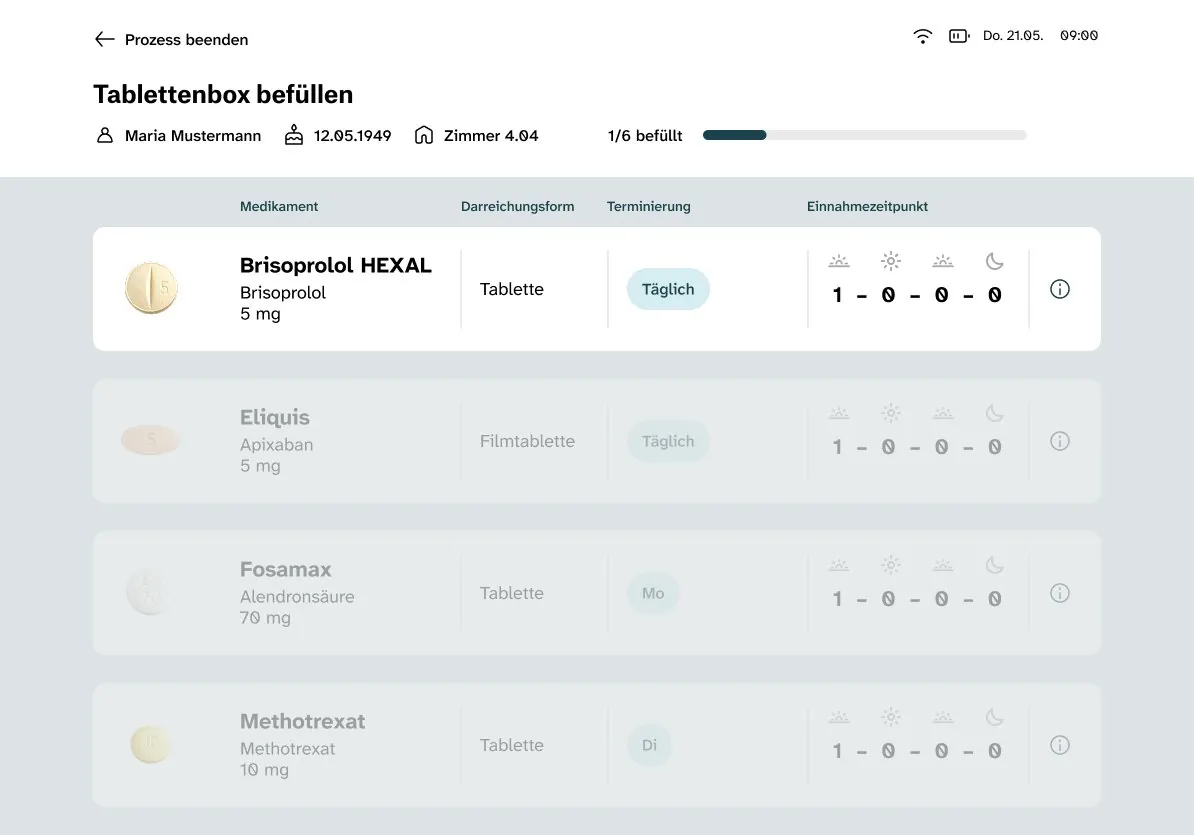 Prozess beenden
Do. 21.05. 09:00
Tablettenbox befüllen
Maria Mustermann 12.05.1949 Zimmer 4.04 1/6 befüllt
Medikament Darreichungsform Terminierung Einnahmezeitpunkt
Brisoprolol HEXAL
Brisoprolol
5 mg
5
Tablette
Täglich
1 - 0 - 0 - 0
Eliquis
Apixaban
5 mg
5
Filmtablette
Täglich
1 - 0 - 0 - 0
Fosamax
Alendronsäure
70 mg
Tablette
Mo
1 - 0 - 0 - 0
Methotrexat
Methotrexat
10 mg
10
Tablette
Di
1 - 0 - 0 - 0